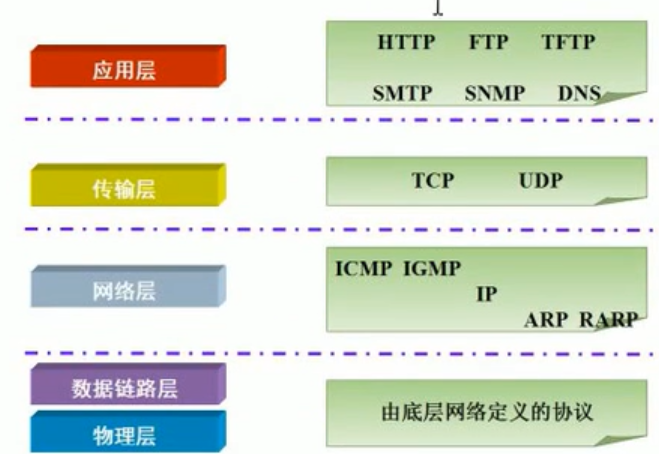 应用层
HTTP FTP TFTP
SMTP SNMP DNS
传输层
TCP UDP
网络层
ICMP IGMP
IP
ARP RARP
数据链路层
物理层
由底层网络定义的协议